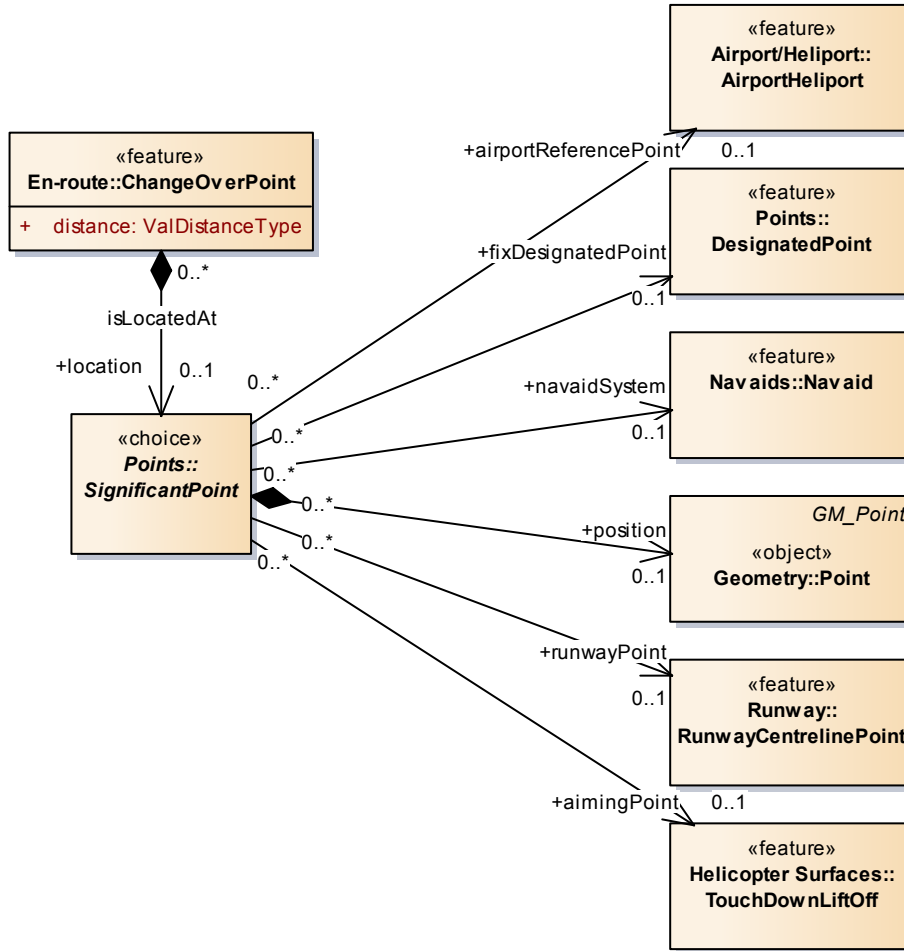 «feature»
Airport/Heliport::
AirportHeliport
+airportReferencePoint
0..1
«feature»
En-route::ChangeOverPoint
+ distance: ValDistanceType
«feature»
Points::
DesignatedPoint
+fixDesignatedPoint
0..1
0..*
isLocatedAt
+location
0..1
«feature»
Navaids::Navaid
+navaidSystem
0..1
0..*
0..*
0..*
0..*
0..*
0..*
«choice»
Points::
SignificantPoint
GM_Point
«object»
Geometry::Point
+position
0..1
«feature»
Runway::
RunwayCentrelinePoint
+runwayPoint
0..1
+aimingPoint
0..1
«feature»
Helicopter Surfaces::
TouchDownLiftOff